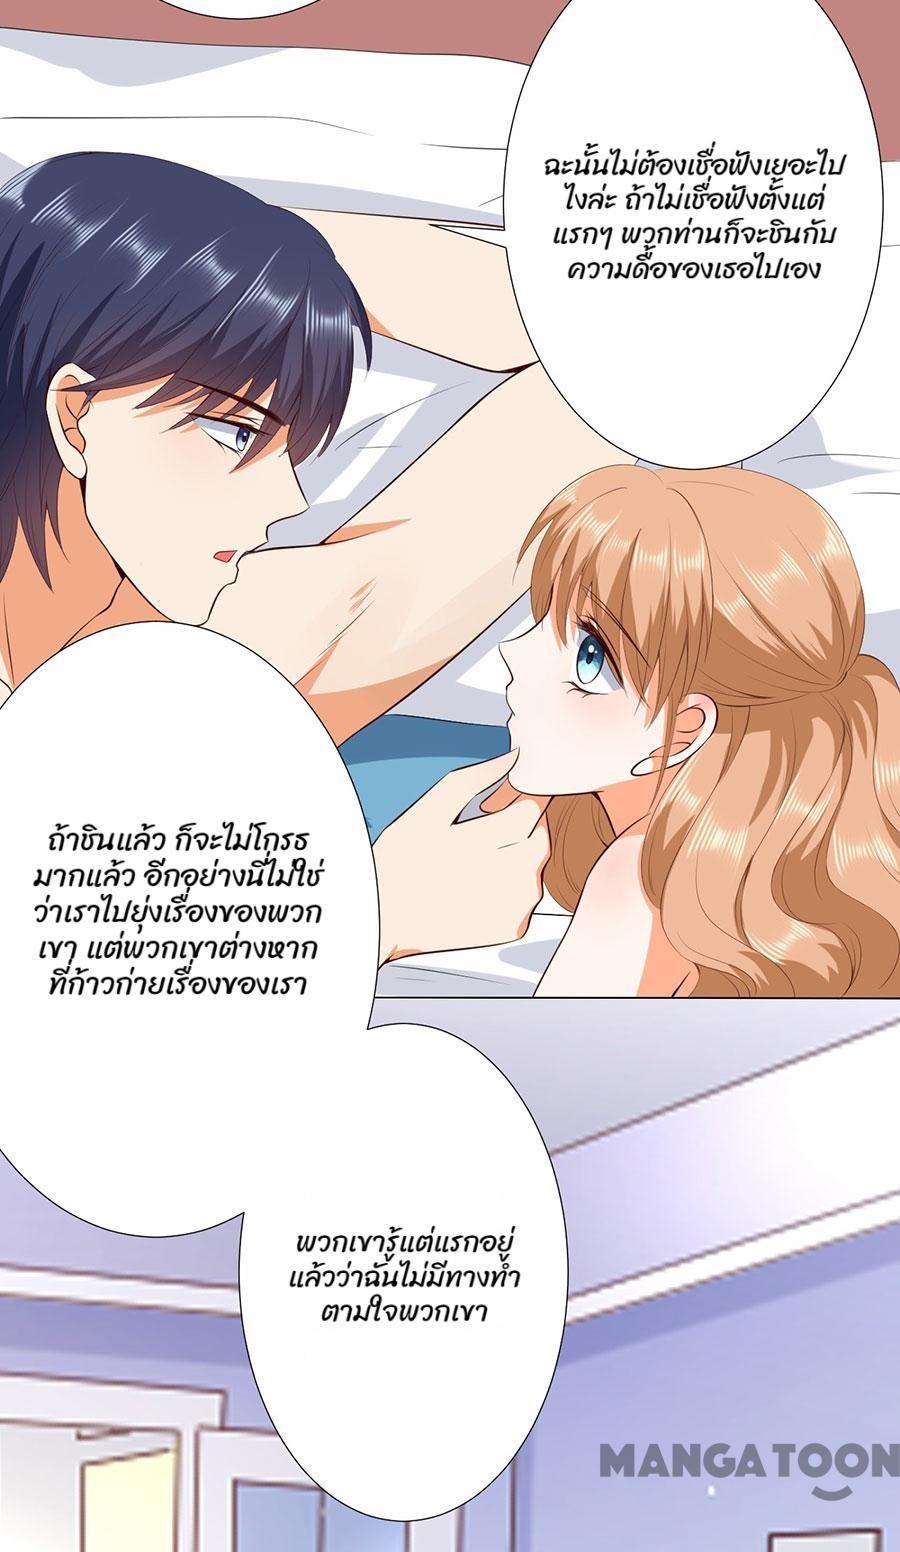 ฉะนั้นไม่ต้องเชื่อฟังเยอะไป
ไงล่ะ ถ้าไม่เชื่อฟังตั้งแต่
แรกๆ พวกท่านก็จะชินกับ
ความดื้อของเธอไปเอง
ถ้าชินแล้ว ก็จะไม่โกรธ
มากแล้ว อีกอย่างนี่ไม่ใช่
ว่าเราไปยุ่งเรื่องของพวก
เขา แต่พวกเขาต่างหาก
ที่ก้าวก่ายเรื่องของเรา
พวกเขารู้แต่แรกอยู่
แล้วว่าฉันไม่มีทางทำ
ตามใจพวกเขา
MANGATOON